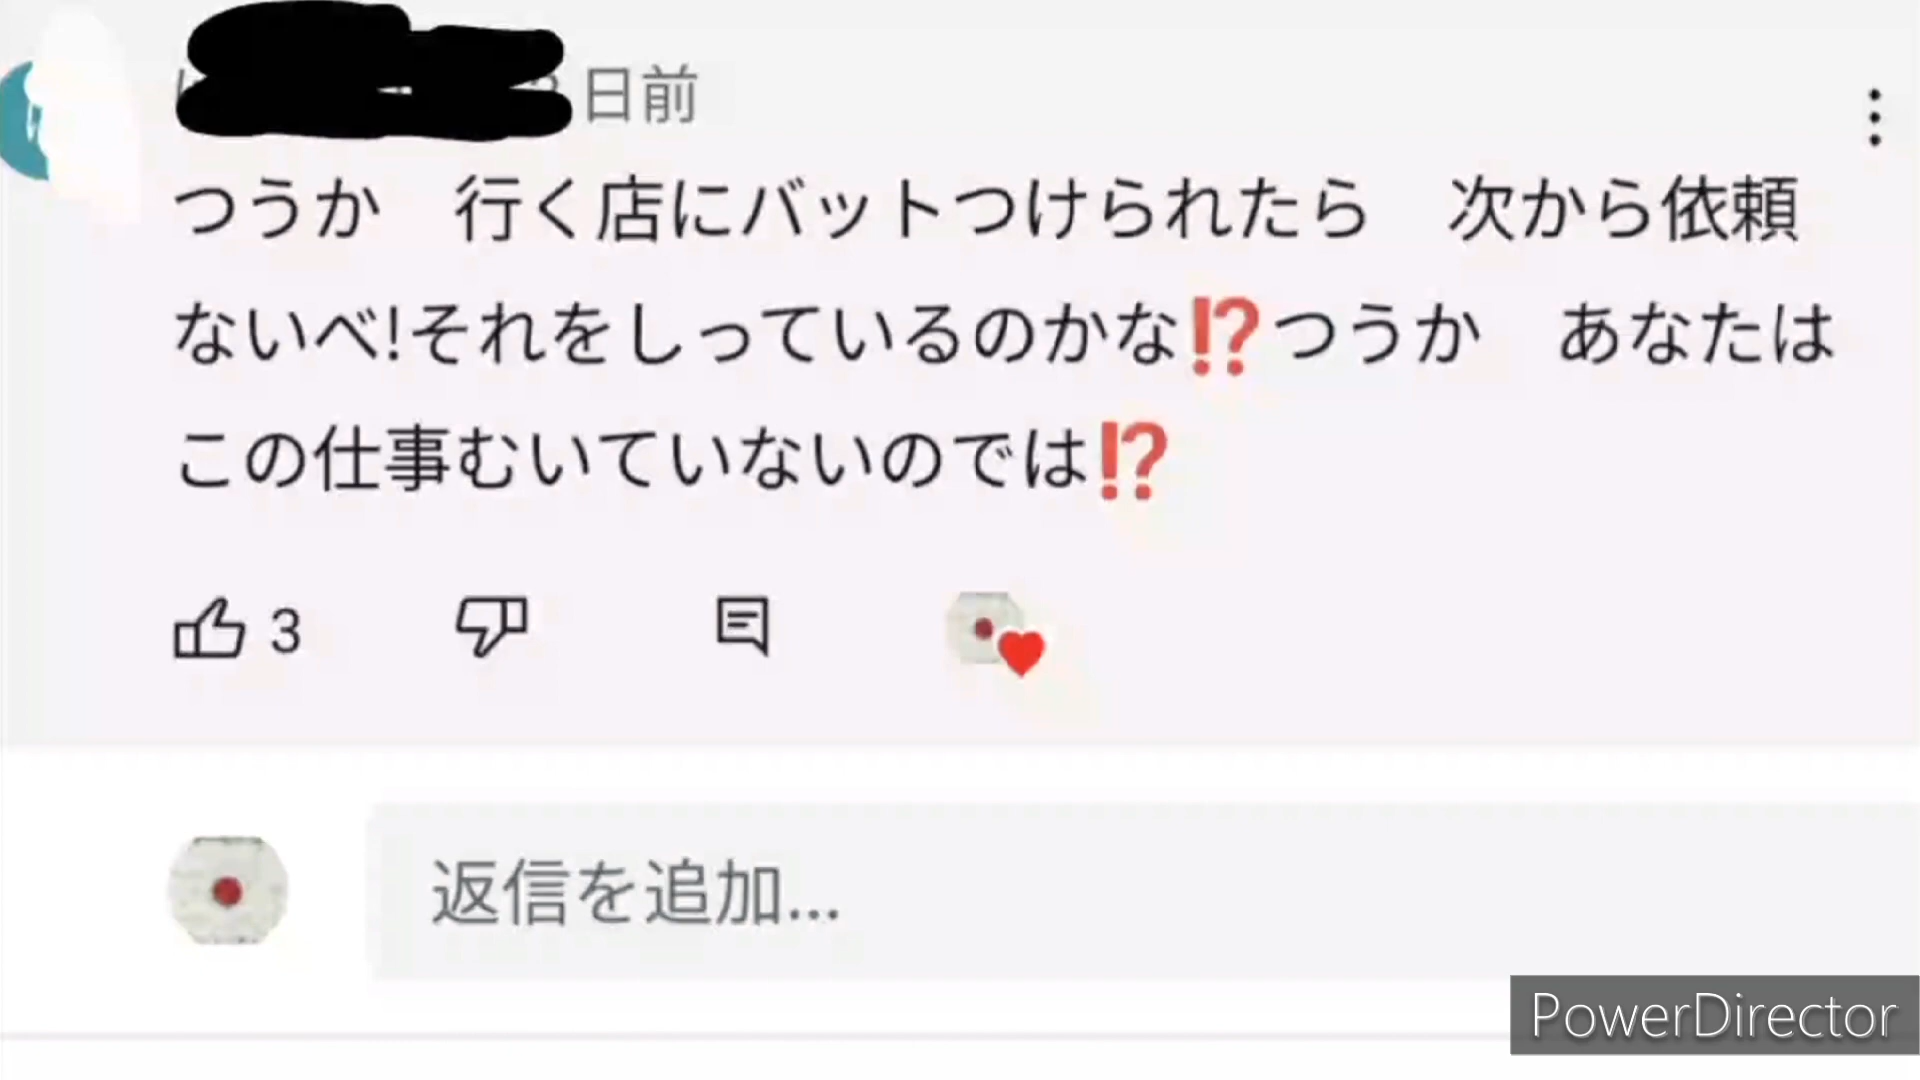 日前
つうか　行く店にバットつけられたら　次から依頼
ないべ!それをしっているのかな⁉️つうか　あなたは
この仕事むいていないのでは⁉️
3
返信を追加...
PowerDirector